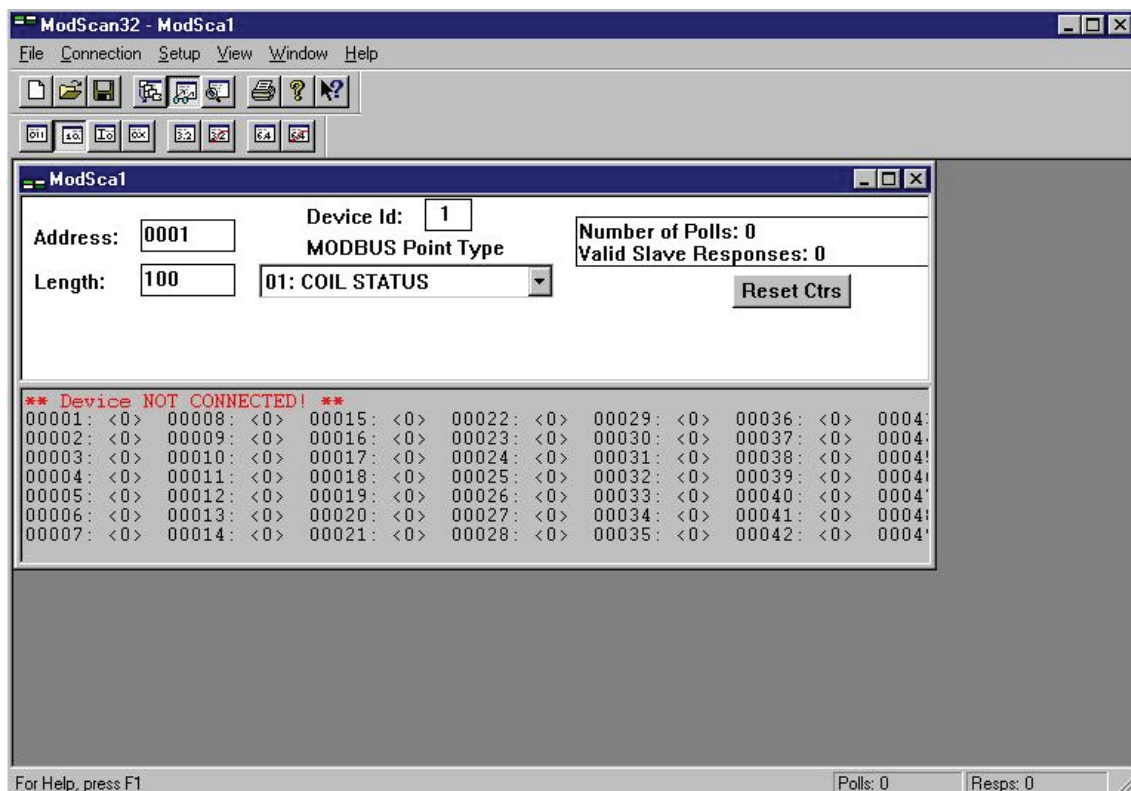 ModScan32 - ModSca1
File Connection Setup View Window Help
ModSca1
Address: 0001
Device Id: 1
MODBUS Point Type
Length: 100
01: COIL STATUS
Number of Polls: 0
Valid Slave Responses: 0
Reset Ctrs
** Device NOT CONNECTED! **
00001: <0> 00008: <0> 00015: <0> 00022: <0> 00029: <0> 00036: <0>
00002: <0> 00009: <0> 00016: <0> 00023: <0> 00030: <0> 00037: <0>
00003: <0> 00010: <0> 00017: <0> 00024: <0> 00031: <0> 00038: <0>
00004: <0> 00011: <0> 00018: <0> 00025: <0> 00032: <0> 00039: <0>
00005: <0> 00012: <0> 00019: <0> 00026: <0> 00033: <0> 00040: <0>
00006: <0> 00013: <0> 00020: <0> 00027: <0> 00034: <0> 00041: <0>
00007: <0> 00014: <0> 00021: <0> 00028: <0> 00035: <0> 00042: <0>
For Help, press F1
Polls: 0
Resps: 0